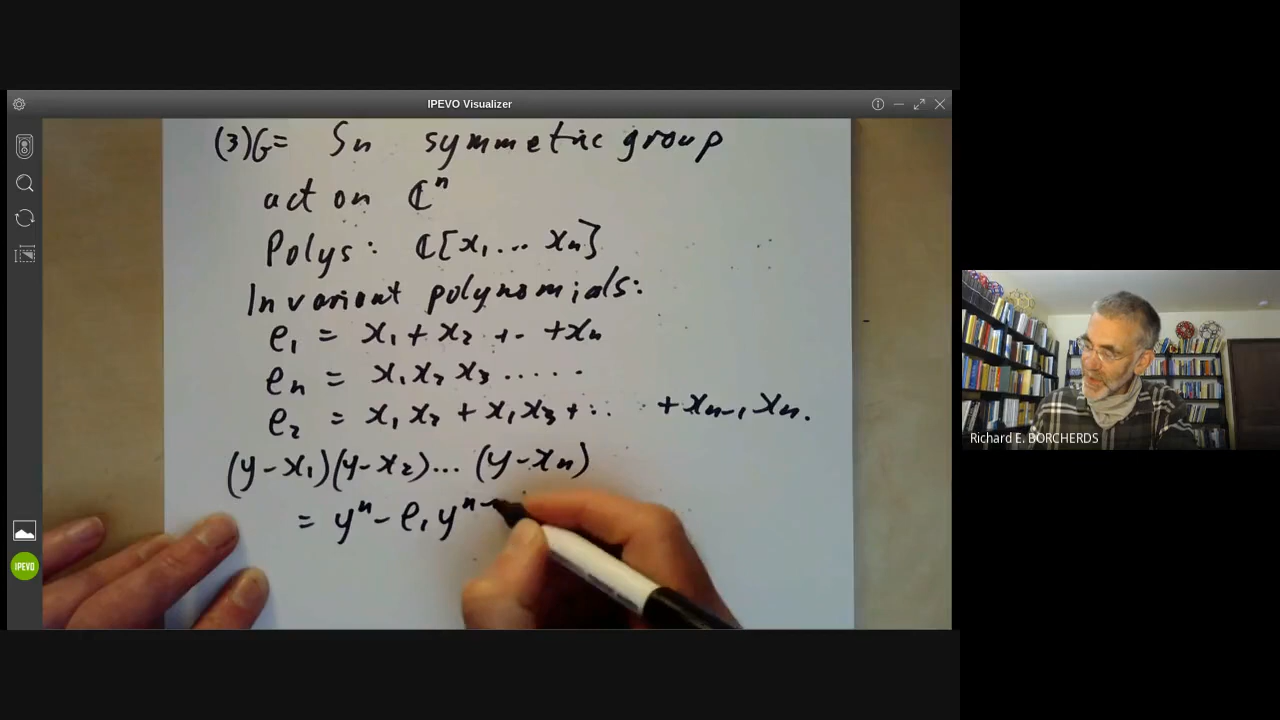 IPEVO Visualizer
(3) G = Sn symmetric group
act on ℂⁿ
Polys: ℂ[x₁ ... xₙ]
Invariant polynomials:
e₁ = x₁ + x₂ + .. + xₙ
eₙ = x₁x₂x₃ ......
e₂ = x₁x₂ + x₁x₃ + .. .. + xₙ₋₁xₙ.
(y-x₁)(y-x₂)... (y-xₙ)
= yⁿ - e₁yⁿ⁻
IPEVO
Richard E. BORCHERDS